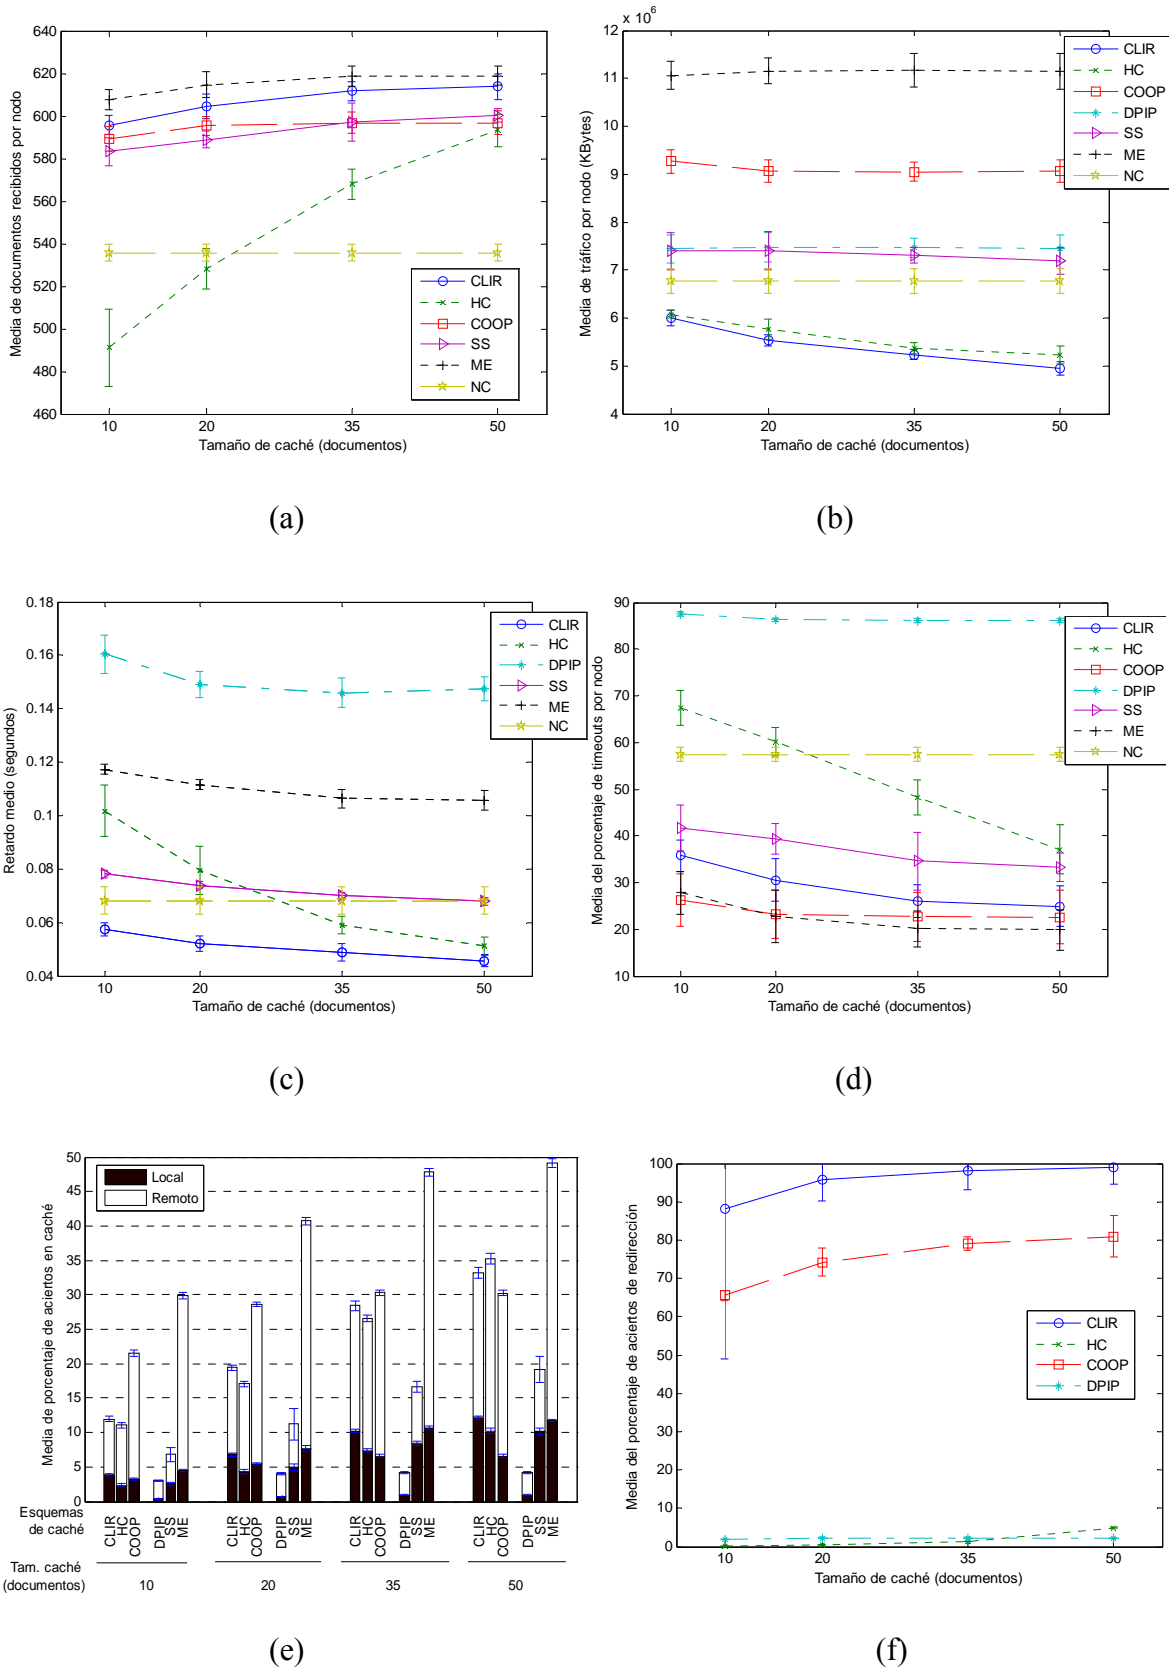 640
620
600
580
560
540
520
500
480
460
10
20
35
50
Media de documentos recibidos por nodo
Tamaño de caché (documentos)
CLIR
HC
COOP
SS
ME
NC
(a)
x 10^6
12
11
10
9
8
7
6
5
4
10
20
35
50
Media de tráfico por nodo (KBytes)
Tamaño de caché (documentos)
CLIR
HC
COOP
DPIP
SS
ME
NC
(b)
0.18
0.16
0.14
0.12
0.1
0.08
0.06
0.04
10
20
35
50
Retardo medio (segundos)
Tamaño de caché (documentos)
CLIR
HC
DPIP
SS
ME
NC
(c)
90
80
70
60
50
40
30
20
10
10
20
35
50
Media del porcentaje de timeouts por nodo
Tamaño de caché (documentos)
CLIR
HC
COOP
DPIP
SS
ME
NC
(d)
50
45
40
35
30
25
20
15
10
5
0
Media de porcentaje de aciertos en caché
Local
Remoto
Esquemas
de caché
CLIR
HC
COOP
DPIP
SS
ME
CLIR
HC
COOP
DPIP
SS
ME
CLIR
HC
COOP
DPIP
SS
ME
CLIR
HC
COOP
DPIP
SS
ME
Tam. caché
(documentos)
10
20
35
50
(e)
100
90
80
70
60
50
40
30
20
10
0
10
20
35
50
Media del porcentaje de aciertos de redirección
Tamaño de caché (documentos)
CLIR
HC
COOP
DPIP
(f)